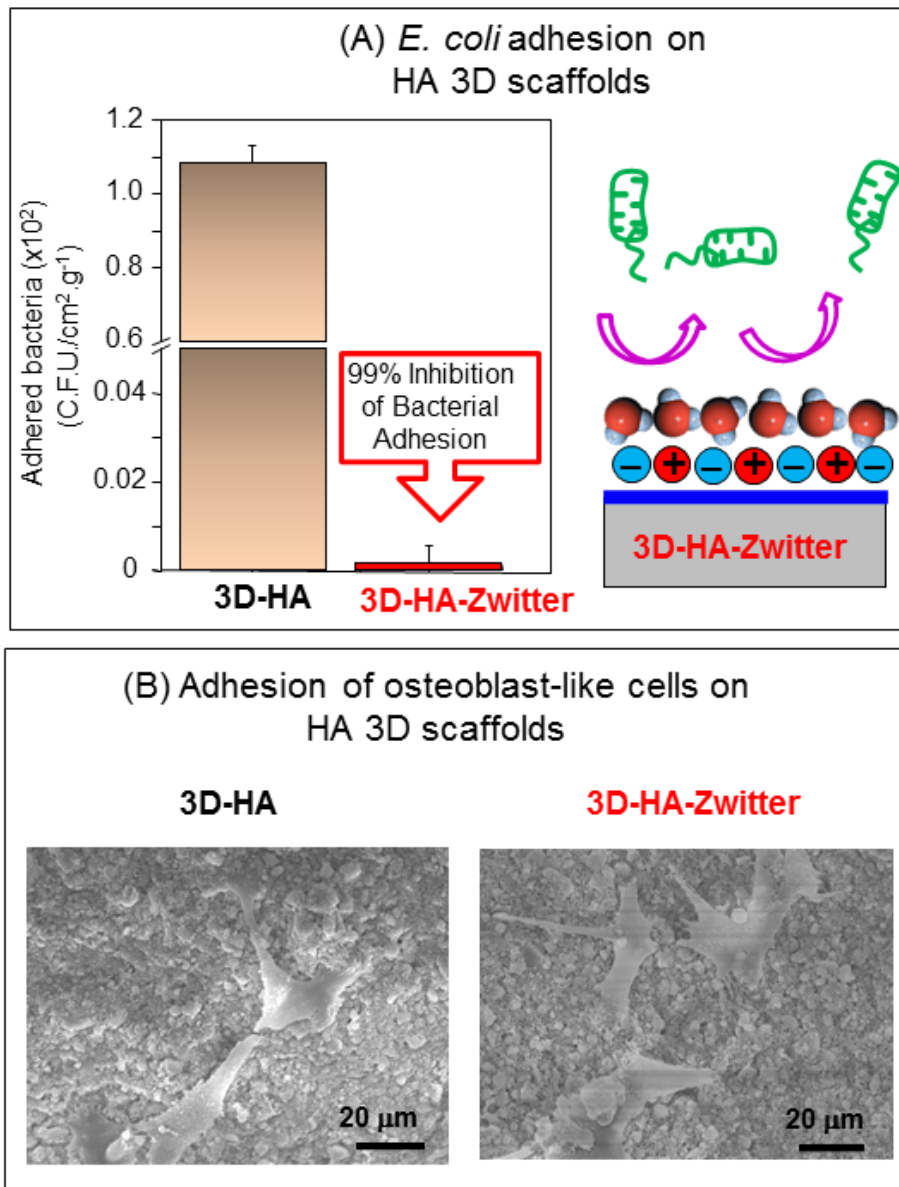 (A) E. coli adhesion on
HA 3D scaffolds
Adhered bacteria (x10²)
(C.F.U./cm².g⁻¹)
1.2
1.0
0.8
0.6
0.04
0.02
0
99% Inhibition
of Bacterial
Adhesion
3D-HA
3D-HA-Zwitter
− + − + − + −
3D-HA-Zwitter
(B) Adhesion of osteoblast-like cells on
HA 3D scaffolds
3D-HA
3D-HA-Zwitter
20 µm
20 µm